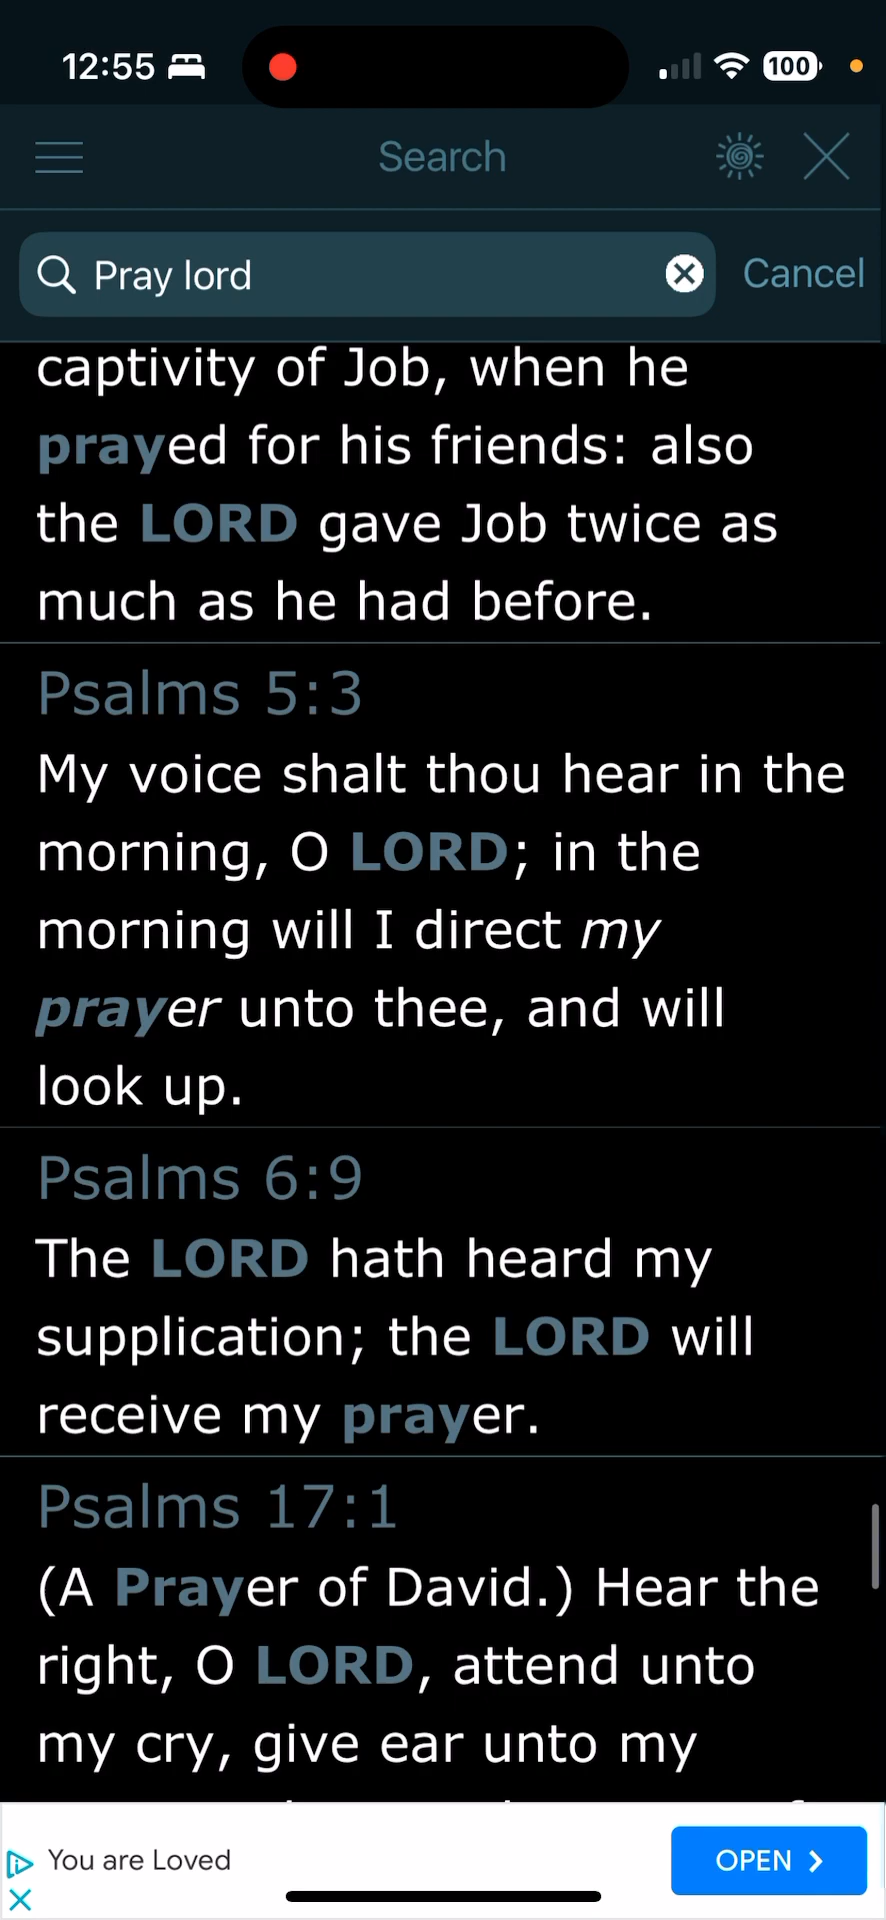 12:55
100
Search
Pray lord
Cancel
captivity of Job, when he
prayed for his friends: also
the LORD gave Job twice as
much as he had before.
Psalms 5:3
My voice shalt thou hear in the
morning, O LORD; in the
morning will I direct my
prayer unto thee, and will
look up.
Psalms 6:9
The LORD hath heard my
supplication; the LORD will
receive my prayer.
Psalms 17:1
(A Prayer of David.) Hear the
right, O LORD, attend unto
my cry, give ear unto my
You are Loved
OPEN